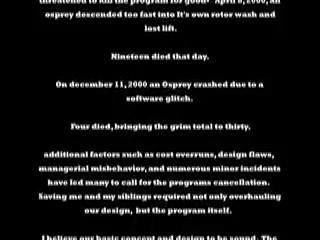 threatened to kill the program for good? April 8, 2000, an
osprey descended too fast into It's own rotor wash and
lost lift.
Nineteen died that day.
On december 11, 2000 an Osprey crashed due to a
software glitch.
Four died, bringing the grim total to thirty.
additional factors such as cost overruns, design flaws,
managerial misbehavior, and numerous minor incidents
have led many to call for the programs cancellation.
Saving me and my siblings required not only overhauling
our design, but the program itself.
I believe our basic concept and design to be sound. The